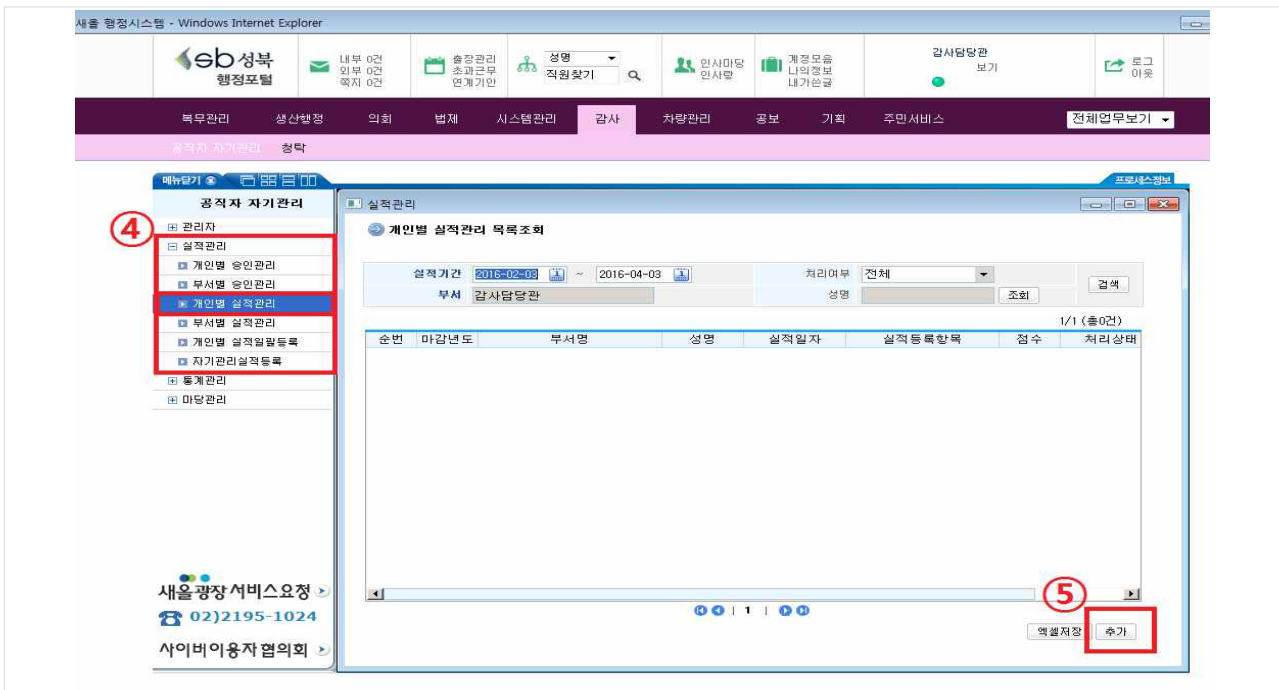 새올 행정시스템 - Windows Internet Explorer
sb성북
행정포털
내부 0건
외부 0건
쪽지 0건
출장관리
초과근무
연계기안
성명
직원찾기
인사마당
인사랑
계정모음
나의정보
내가쓴글
감사담당관
보기
로그
아웃
복무관리 생산행정 의회 법제 시스템관리 감사 차량관리 공보 기획 주민서비스 전체업무보기
공직자 자기관리 청탁
메뉴닫기
프로세스정보
공직자 자기관리
④
관리자
실적관리
개인별 승인관리
부서별 승인관리
개인별 실적관리
부서별 실적관리
개인별 실적일괄등록
자기관리실적등록
통계관리
마당관리
실적관리
개인별 실적관리 목록조회
실적기간 2016-02-03 ~ 2016-04-03 처리여부 전체
부서 감사담당관 성명 조회
검색
1/1 (총0건)
순번 마감년도 부서명 성명 실적일자 실적등록항목 점수 처리상태
1
⑤
엑셀저장 추가
새올광장 서비스요청
02)2195-1024
사이버이용자협의회